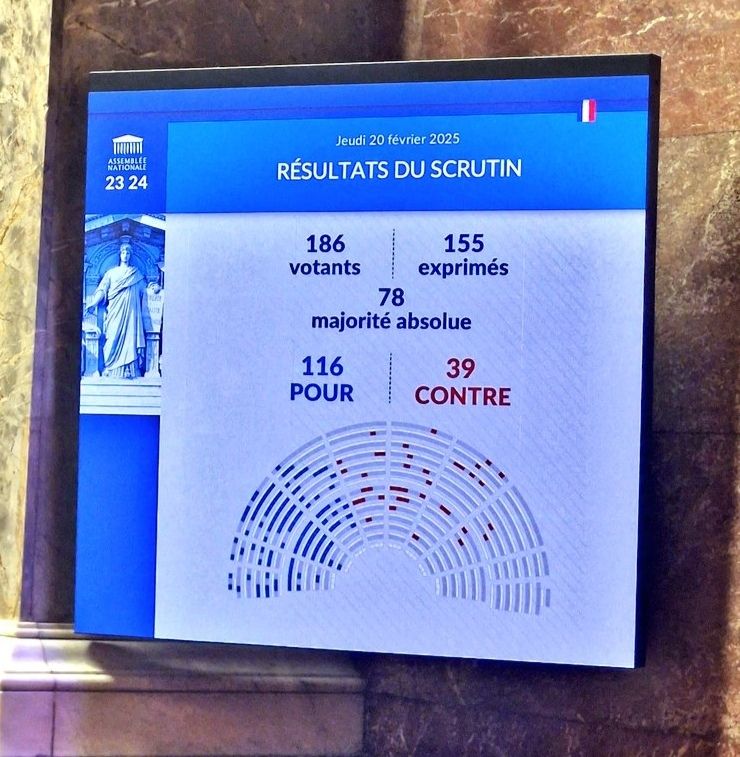 Jeudi 20 février 2025
RÉSULTATS DU SCRUTIN
ASSEMBLÉE
NATIONALE
23 24
186
votants
155
exprimés
78
majorité absolue
116
POUR
39
CONTRE